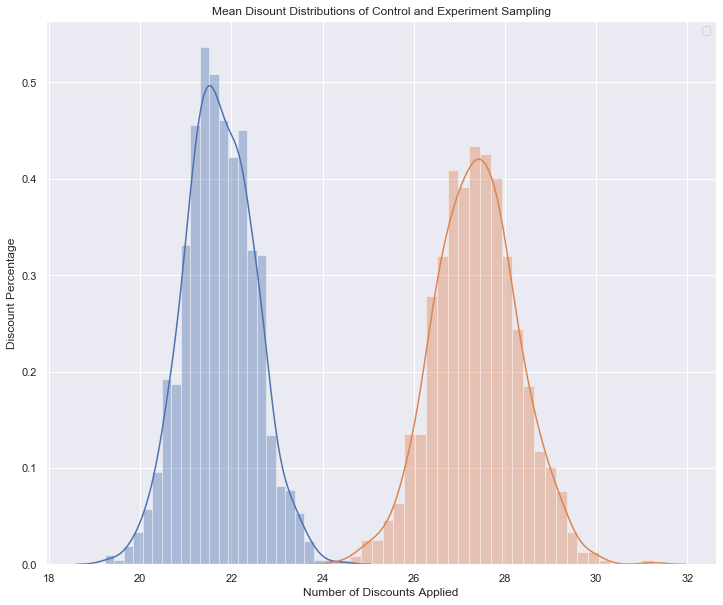 Mean Disount Distributions of Control and Experiment Sampling
Discount Percentage
0.5
0.4
0.3
0.2
0.1
0.0
18 20 22 24 26 28 30 32
Number of Discounts Applied